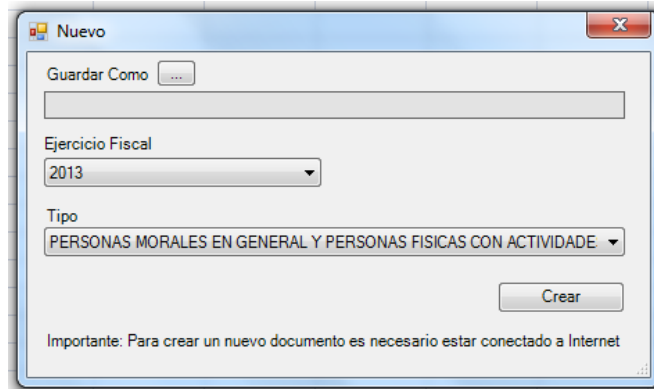 Nuevo
Guardar Como ...
Ejercicio Fiscal
2013
Tipo
PERSONAS MORALES EN GENERAL Y PERSONAS FISICAS CON ACTIVIDADE
Crear
Importante: Para crear un nuevo documento es necesario estar conectado a Internet